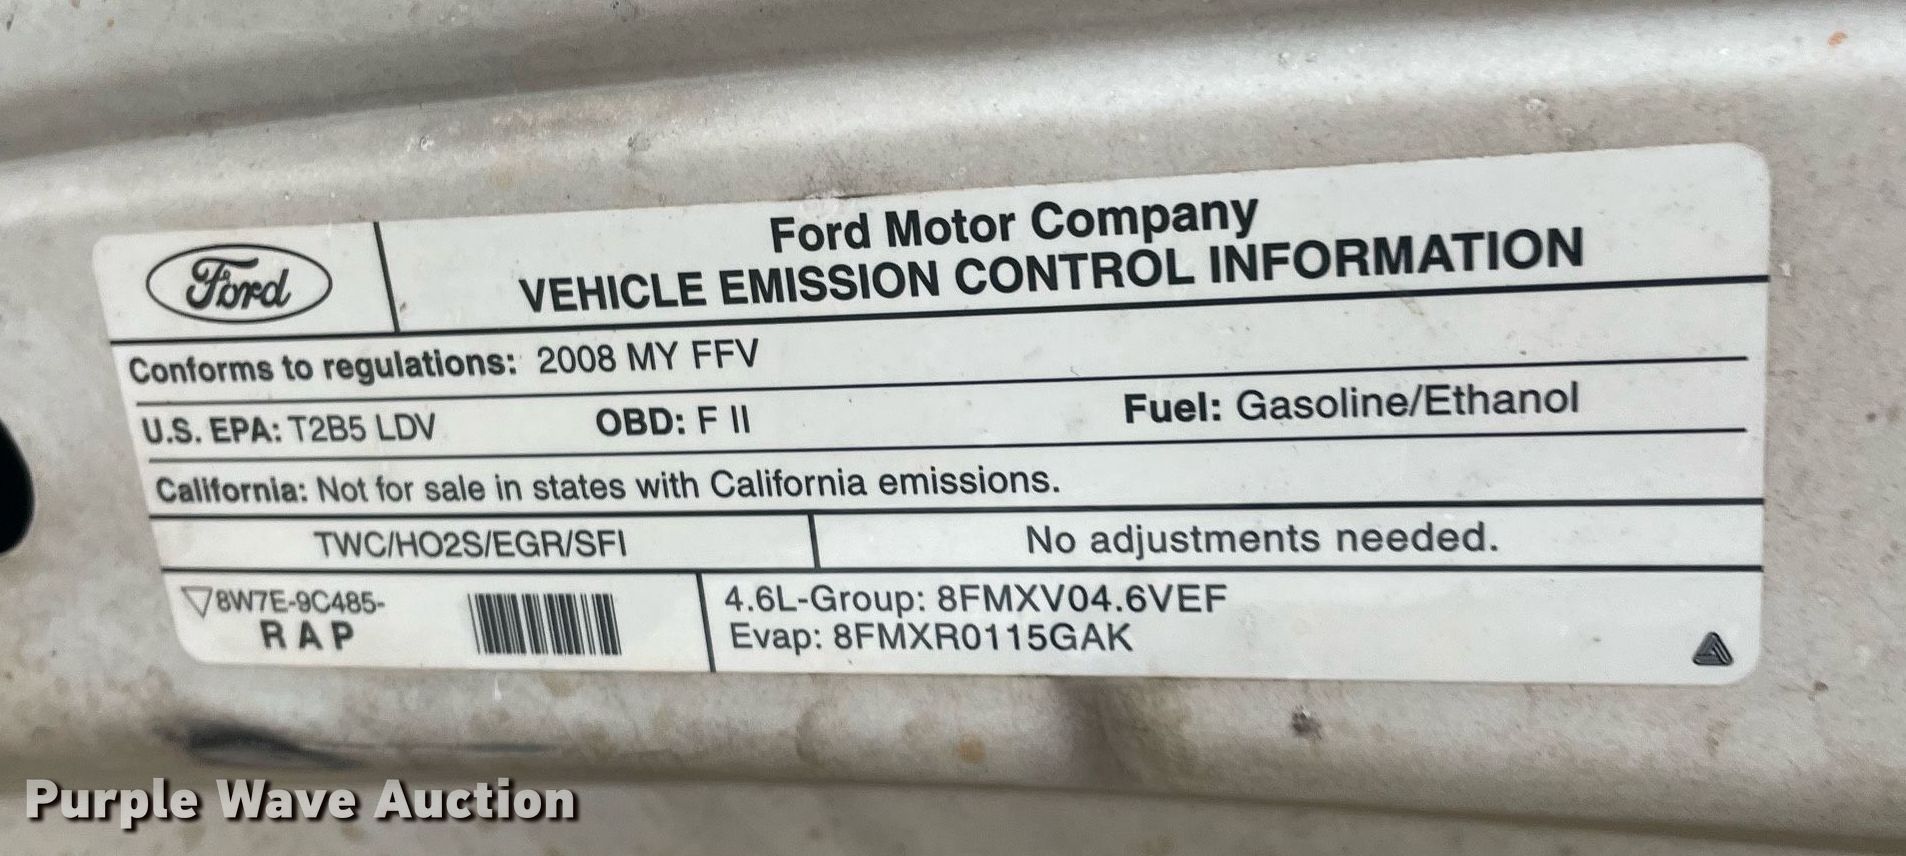 Ford
Ford Motor Company
VEHICLE EMISSION CONTROL INFORMATION
Conforms to regulations: 2008 MY FFV
U.S. EPA: T2B5 LDV OBD: F II Fuel: Gasoline/Ethanol
California: Not for sale in states with California emissions.
TWC/HO2S/EGR/SFI No adjustments needed.
8W7E-9C485-
RAP
4.6L-Group: 8FMXV04.6VEF
Evap: 8FMXR0115GAK
Purple Wave Auction